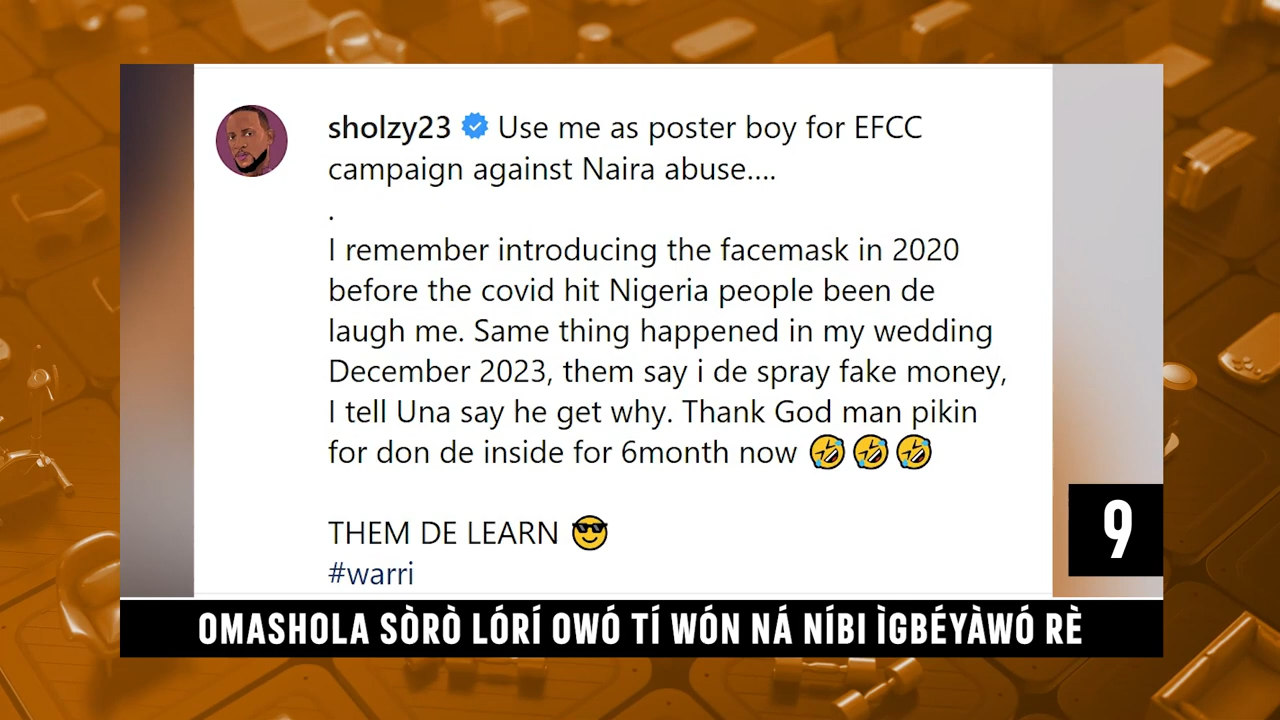 sholzy23 Use me as poster boy for EFCC
campaign against Naira abuse....
.
I remember introducing the facemask in 2020
before the covid hit Nigeria people been de
laugh me. Same thing happened in my wedding
December 2023, them say i de spray fake money,
I tell Una say he get why. Thank God man pikin
for don de inside for 6month now 🤣🤣🤣
THEM DE LEARN 😎
#warri
9
OMASHOLA SÒRÒ LÓRÍ OWÓ TÍ WÓN NÁ NÍBI ÌGBÉYÀWÓ RÈ